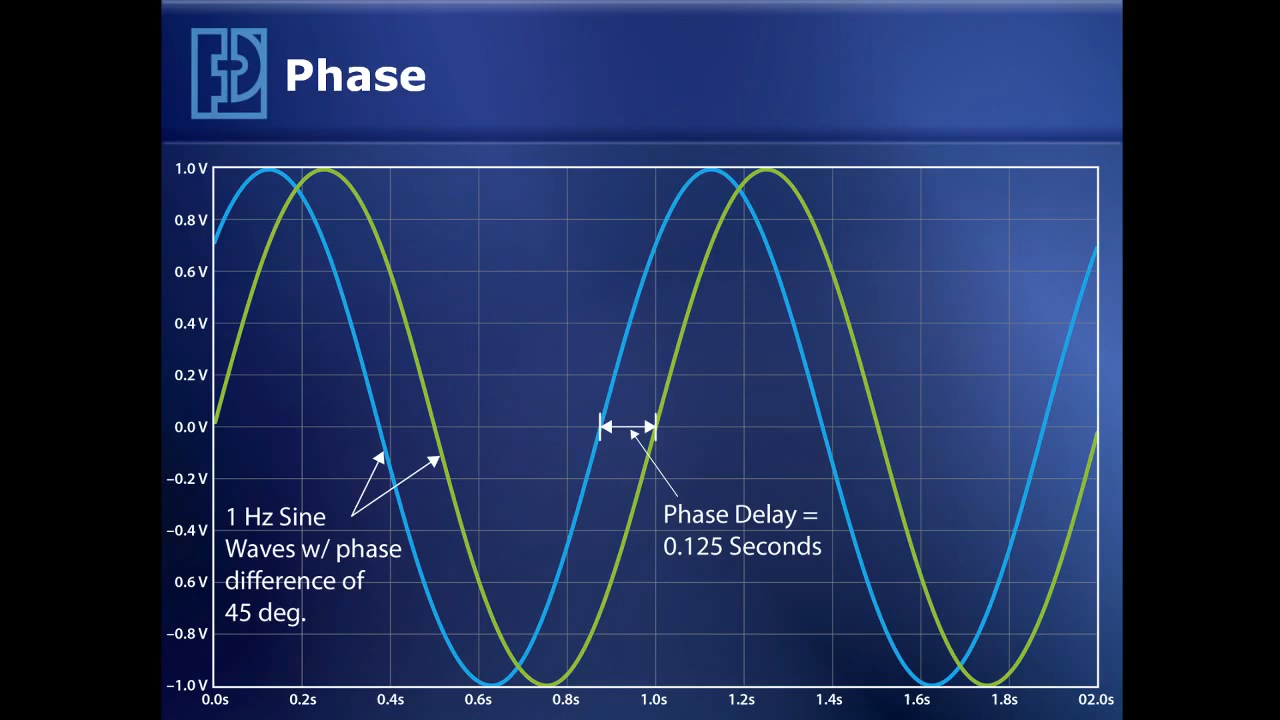 Phase
1.0 V
0.8 V
0.6 V
0.4 V
0.2 V
0.0 V
–0.2 V
–0.4 V
0.6 V
–0.8 V
–1.0 V
1 Hz Sine
Waves w/ phase
difference of
45 deg.
Phase Delay =
0.125 Seconds
0.0s 0.2s 0.4s 0.6s 0.8s 1.0s 1.2s 1.4s 1.6s 1.8s 02.0s